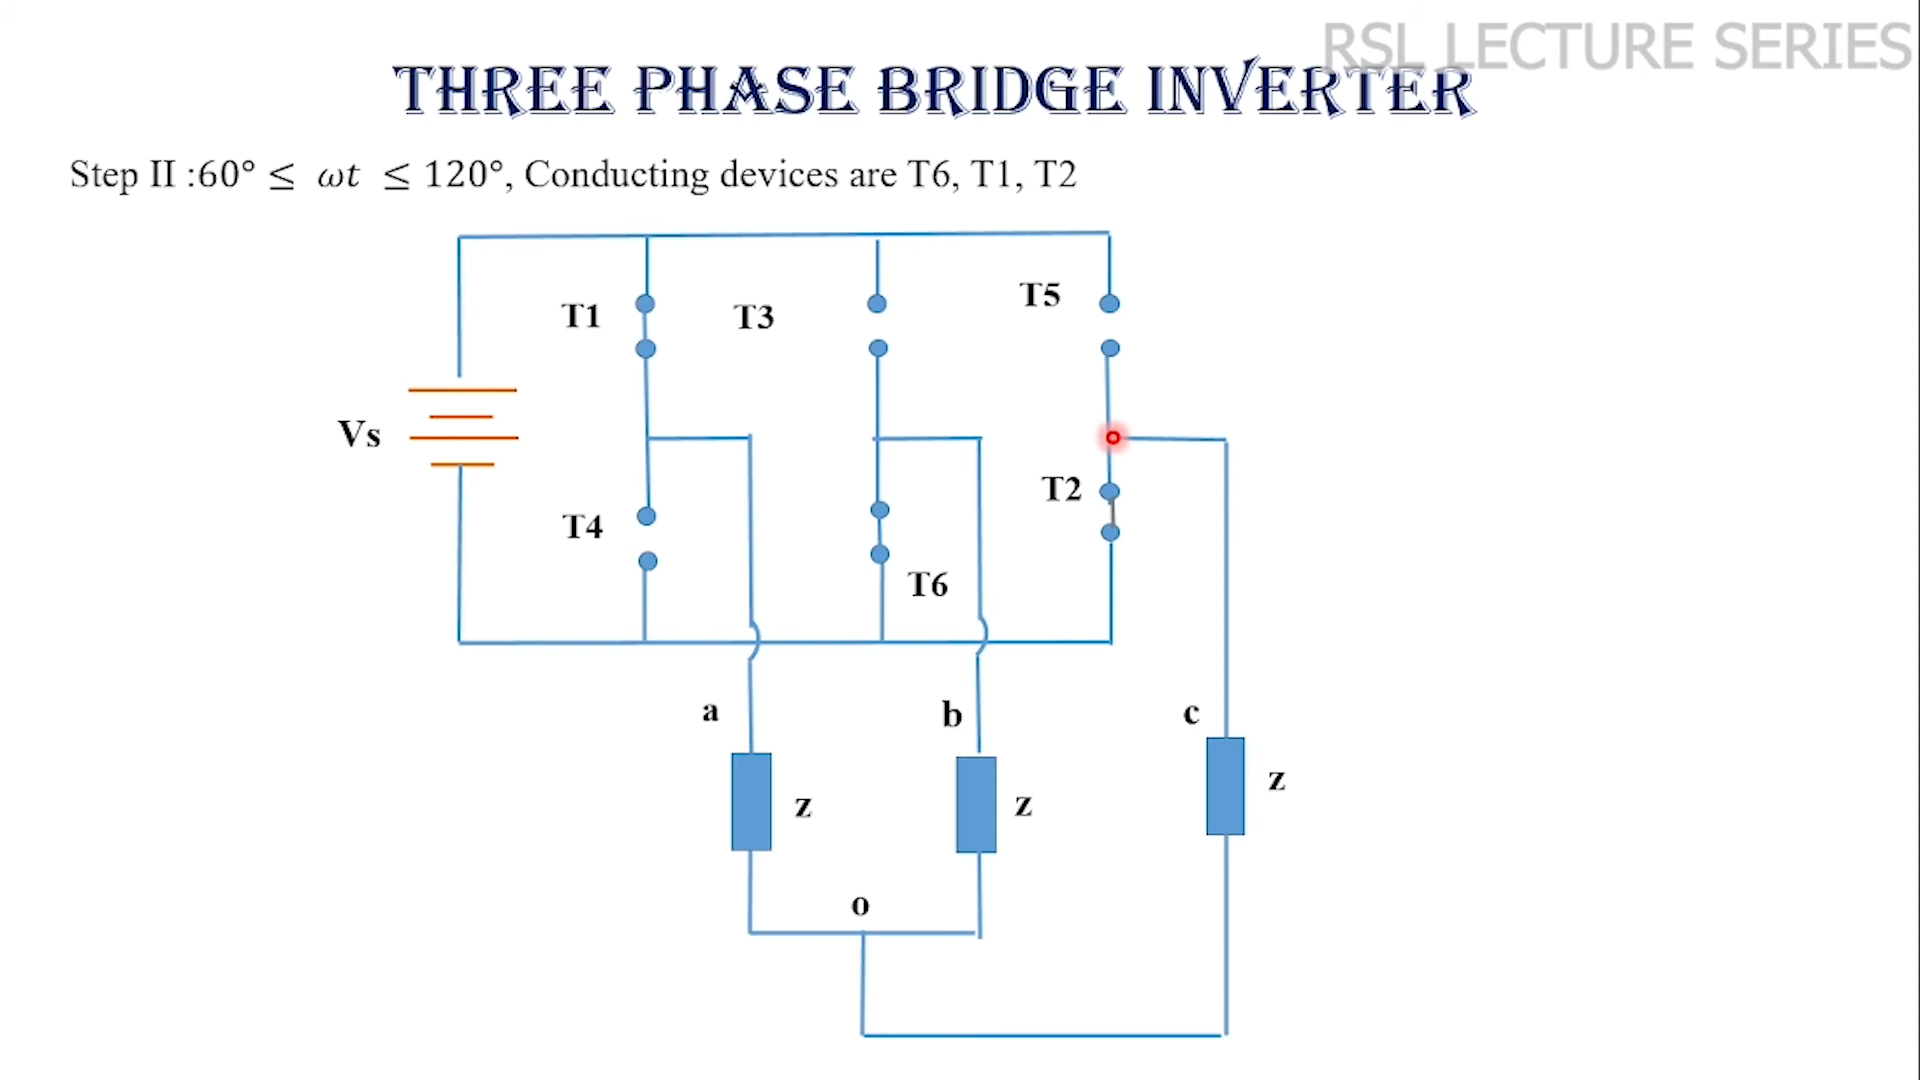 RSL LECTURE SERIES
THREE PHASE BRIDGE INVERTER
Step II :60° ≤ ωt ≤ 120°, Conducting devices are T6, T1, T2
T5
T1
T3
Vs
T2
T4
T6
a
b
c
z
z
z
o